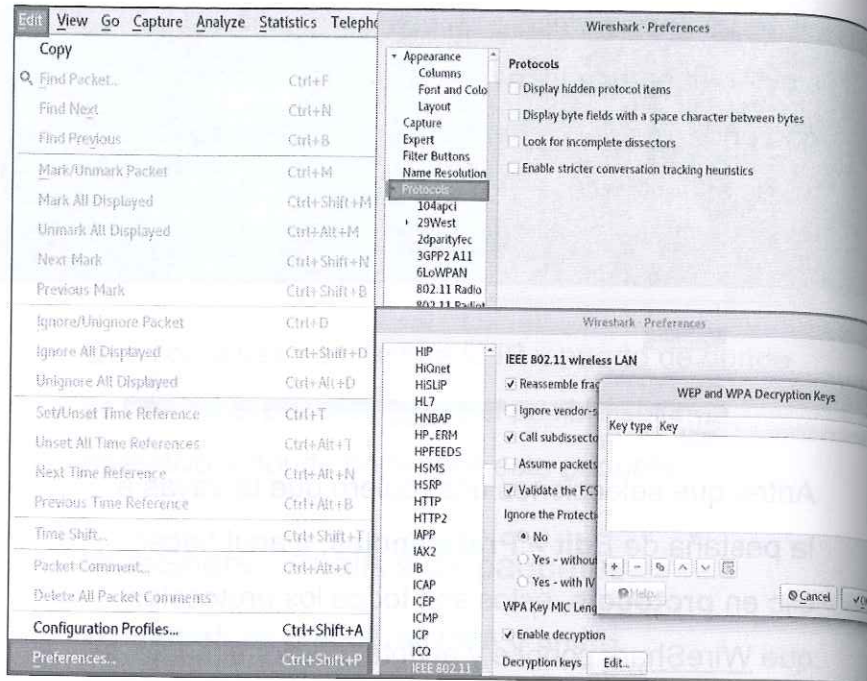 Edit View Go Capture Analyze Statistics
Copy
Find Packet... Ctrl+F
Find Next Ctrl+N
Find Previous Ctrl+B
Mark/Unmark Packet Ctrl+M
Mark All Displayed Ctrl+Shift+M
Unmark All Displayed Ctrl+Alt+M
Next Mark Ctrl+Shift+N
Previous Mark Ctrl+Shift+B
Ignore/Unignore Packet Ctrl+D
Ignore All Displayed Ctrl+Shift+D
Unignore All Displayed Ctrl+Alt+D
Set/Unset Time Reference Ctrl+T
Unset All Time References Ctrl+Alt+T
Next Time Reference Ctrl+Alt+N
Previous Time Reference Ctrl+Alt+B
Time Shift... Ctrl+Shift+T
Packet Comment... Ctrl+Alt+C
Delete All Packet Comments
Configuration Profiles... Ctrl+Shift+A
Preferences... Ctrl+Shift+P
Wireshark · Preferences
Appearance
Columns
Font and Colo
Layout
Capture
Expert
Filter Buttons
Name Resolution
Protocols
104apci
29West
2dparityfec
3GPP2 A11
6LoWPAN
802.11 Radio
802.11 Radiot
Protocols
Display hidden protocol items
Display byte fields with a space character between bytes
Look for incomplete dissectors
Enable stricter conversation tracking heuristics
Wireshark · Preferences
HIP
HiQnet
HiSLIP
HL7
HNBAP
HP_ERM
HPFEEDS
HSMS
HSRP
HTTP
HTTP2
IAPP
IAX2
IB
ICAP
ICEP
ICMP
ICP
ICQ
IEEE 802.11
IEEE 802.11 wireless LAN
Reassemble frag
Ignore vendor-s
Call subdissecto
Assume packets
Validate the FCS
Ignore the Protecti
No
Yes - withou
Yes - with IV
WPA Key MIC Leng
Enable decryption
Decryption keys Edit...
WEP and WPA Decryption Keys
Key type Key
Help
Cancel